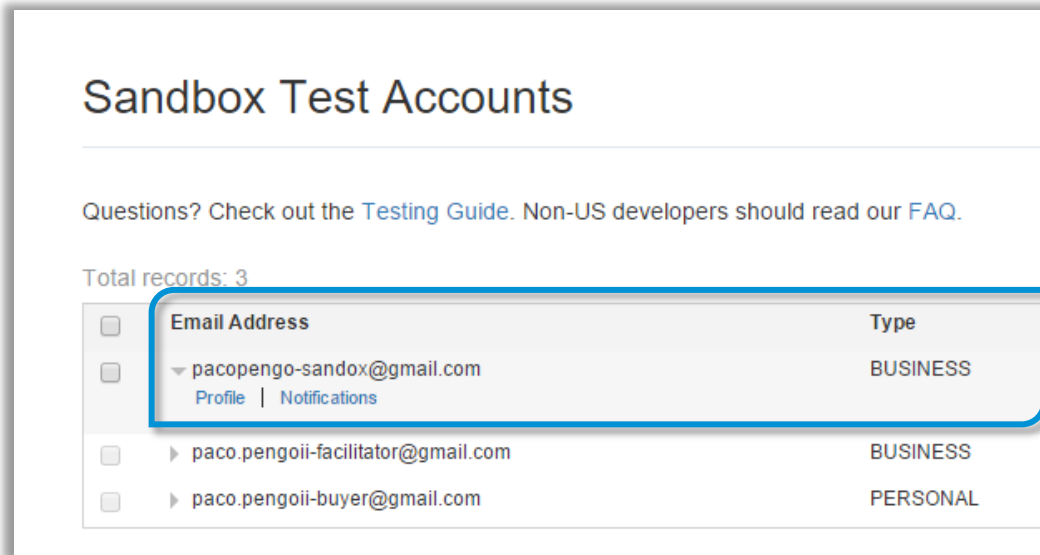 Sandbox Test Accounts
Questions? Check out the Testing Guide. Non-US developers should read our FAQ.
Total records: 3
Email Address Type
pacopengo-sandox@gmail.com BUSINESS
Profile | Notifications
paco.pengoii-facilitator@gmail.com BUSINESS
paco.pengoii-buyer@gmail.com PERSONAL